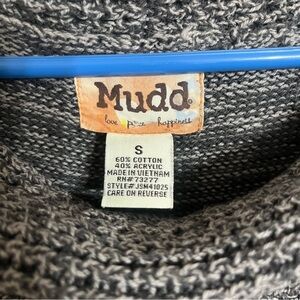 Mudd
love peace happiness
S
60% COTTON
40% ACRYLIC
MADE IN VIETNAM
RN# 73277
STYLE# JSM41025
CARE ON REVERSE